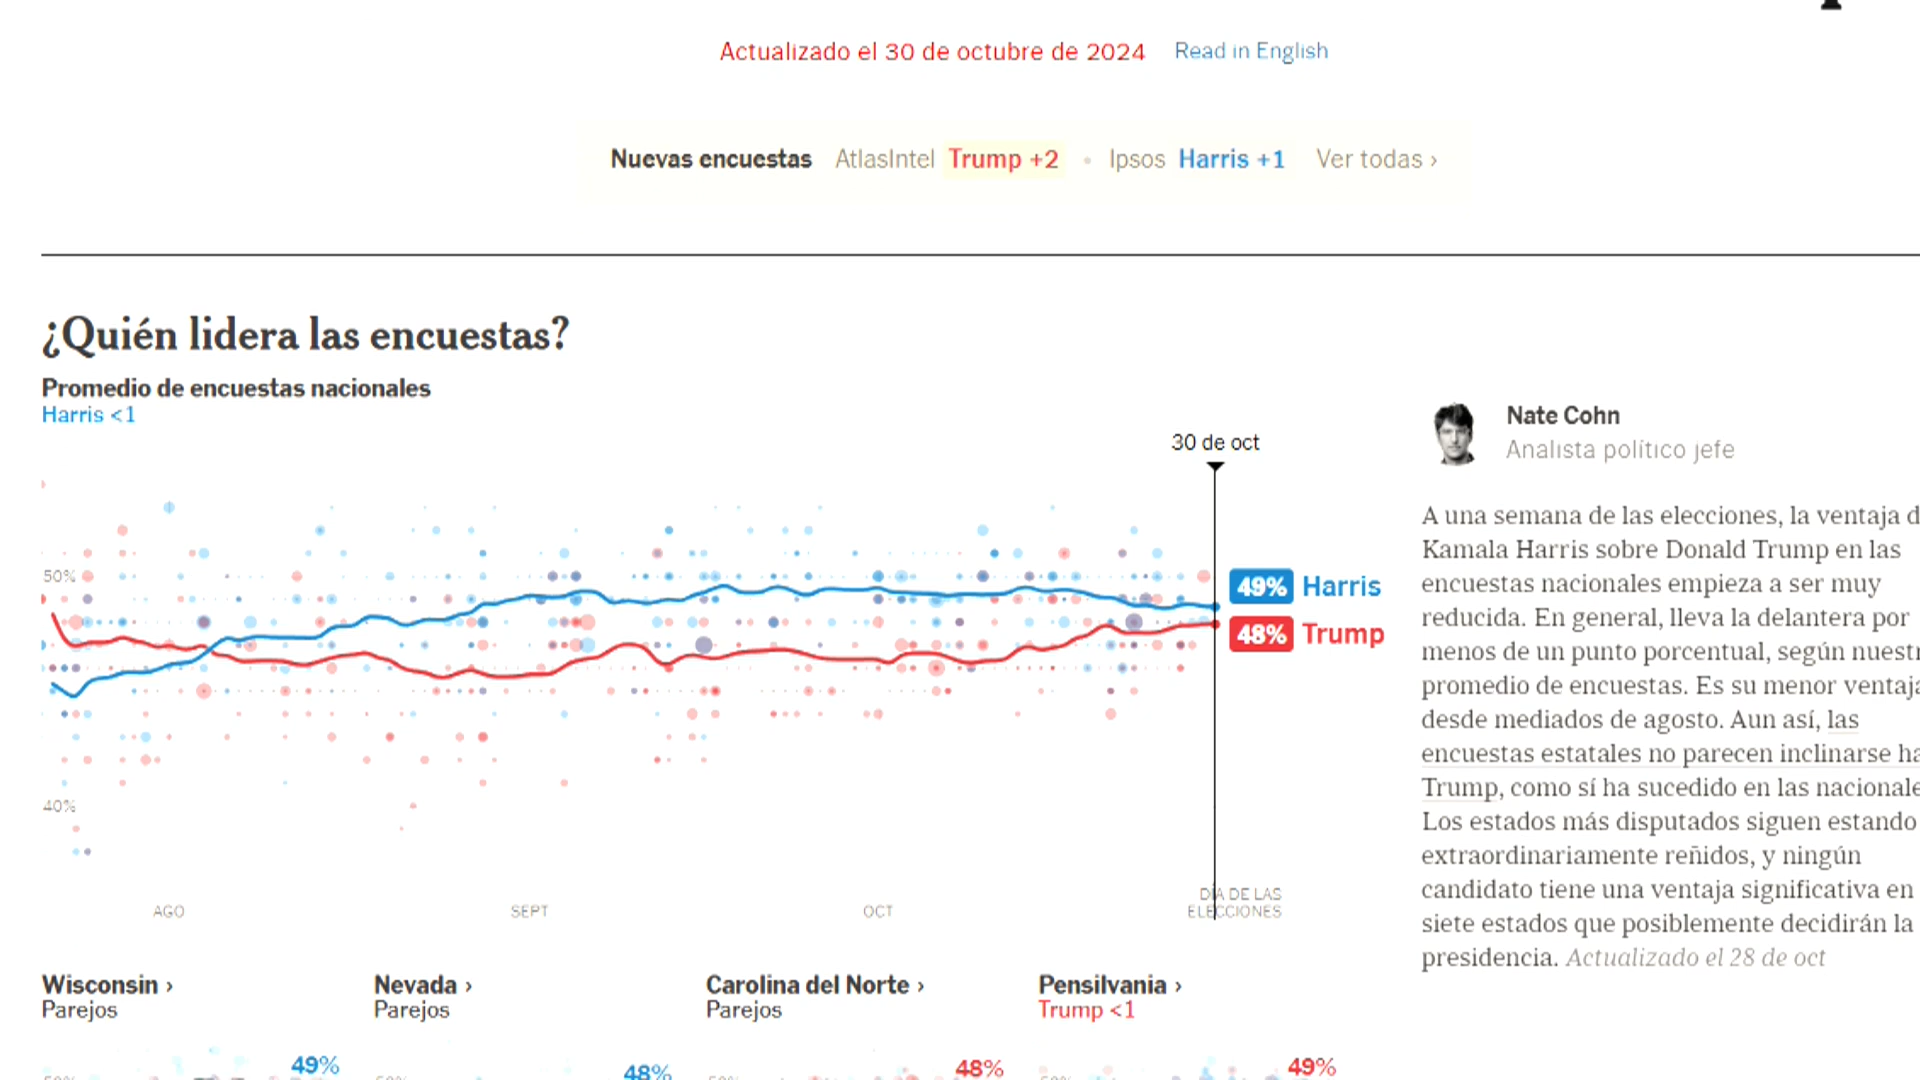 Actualizado el 30 de octubre de 2024 Read in English
Nuevas encuestas AtlasIntel Trump +2 • Ipsos Harris +1 Ver todas ›
¿Quién lidera las encuestas?
Promedio de encuestas nacionales
Harris <1
30 de oct
50%
49% Harris
48% Trump
40%
AGO SEPT OCT DÍA DE LAS
ELECCIONES
Nate Cohn
Analista político jefe
A una semana de las elecciones, la ventaja d
Kamala Harris sobre Donald Trump en las
encuestas nacionales empieza a ser muy
reducida. En general, lleva la delantera por
menos de un punto porcentual, según nuestr
promedio de encuestas. Es su menor ventaja
desde mediados de agosto. Aun así, las
encuestas estatales no parecen inclinarse ha
Trump, como sí ha sucedido en las nacionale
Los estados más disputados siguen estando
extraordinariamente reñidos, y ningún
candidato tiene una ventaja significativa en
siete estados que posiblemente decidirán la
presidencia. Actualizado el 28 de oct
Wisconsin ›
Parejos
49%
Nevada ›
Parejos
48%
Carolina del Norte ›
Parejos
48%
Pensilvania ›
Trump <1
49%